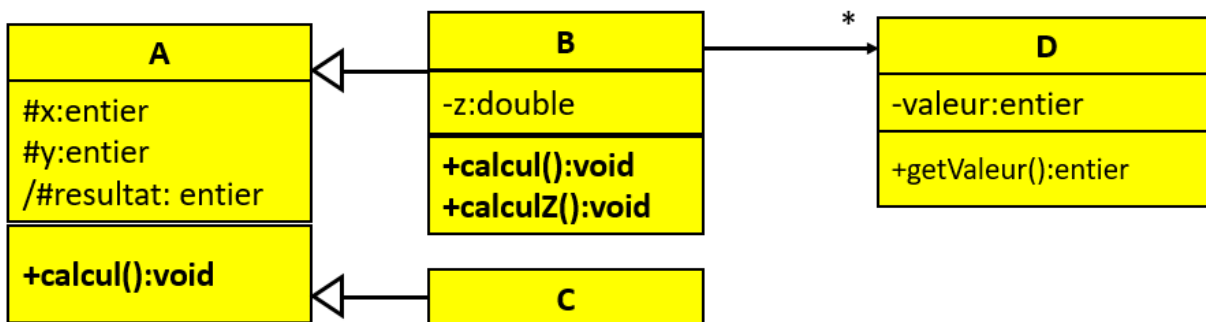 A
#x:entier
#y:entier
/#resultat: entier
+calcul():void
B
-z:double
+calcul():void
+calculZ():void
*
D
-valeur:entier
+getValeur():entier
C